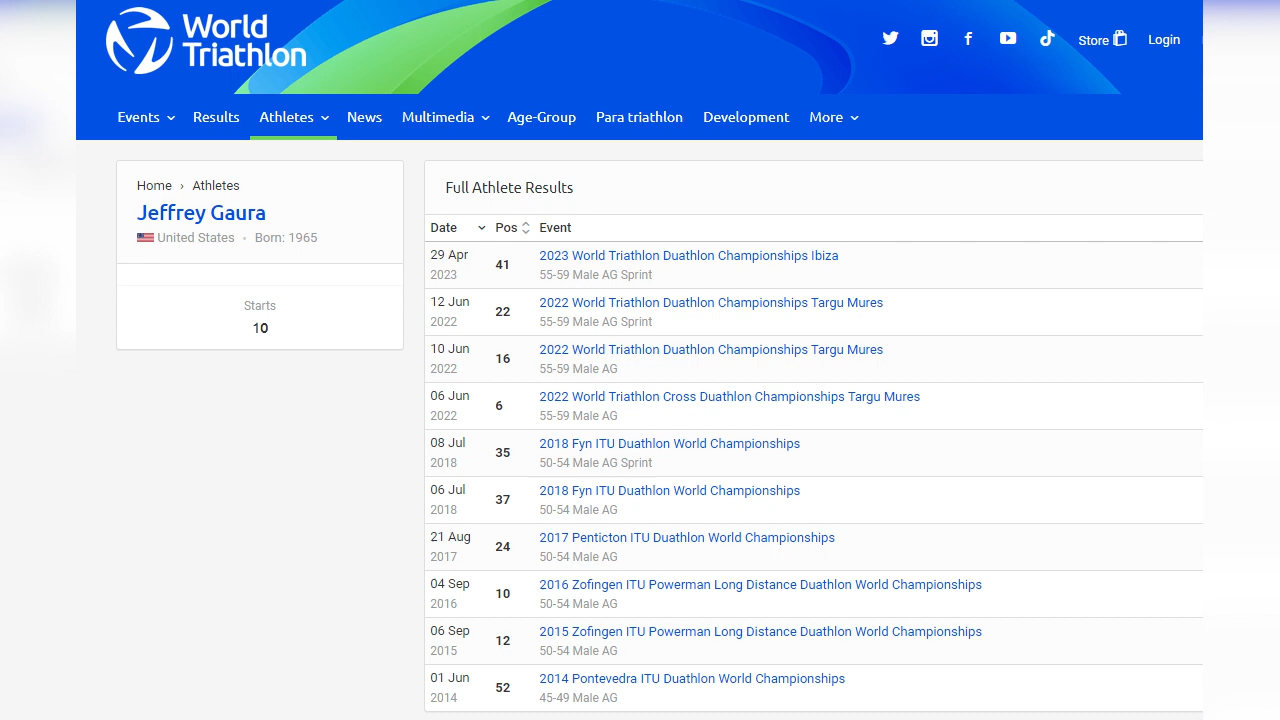 World
Triathlon
Store
Login
Events
Results
Athletes
News
Multimedia
Age-Group
Para triathlon
Development
More
Home › Athletes
Jeffrey Gaura
United States • Born: 1965
Starts
10
Full Athlete Results
Date Pos Event
29 Apr
2023
41
2023 World Triathlon Duathlon Championships Ibiza
55-59 Male AG Sprint
12 Jun
2022
22
2022 World Triathlon Duathlon Championships Targu Mures
55-59 Male AG Sprint
10 Jun
2022
16
2022 World Triathlon Duathlon Championships Targu Mures
55-59 Male AG
06 Jun
2022
6
2022 World Triathlon Cross Duathlon Championships Targu Mures
55-59 Male AG
08 Jul
2018
35
2018 Fyn ITU Duathlon World Championships
50-54 Male AG Sprint
06 Jul
2018
37
2018 Fyn ITU Duathlon World Championships
50-54 Male AG
21 Aug
2017
24
2017 Penticton ITU Duathlon World Championships
50-54 Male AG
04 Sep
2016
10
2016 Zofingen ITU Powerman Long Distance Duathlon World Championships
50-54 Male AG
06 Sep
2015
12
2015 Zofingen ITU Powerman Long Distance Duathlon World Championships
50-54 Male AG
01 Jun
2014
52
2014 Pontevedra ITU Duathlon World Championships
45-49 Male AG